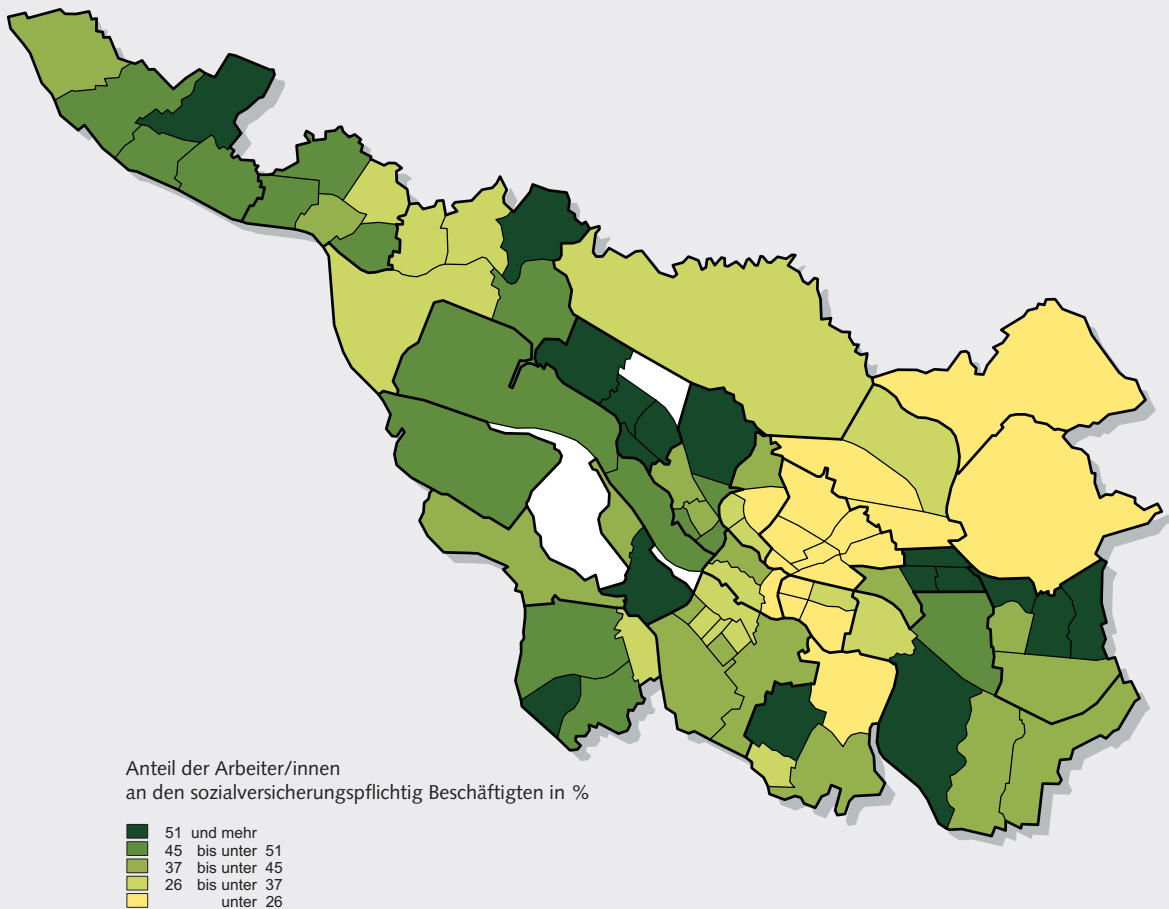 Anteil der Arbeiter/innen
an den sozialversicherungspflichtig Beschäftigten in %
51 und mehr
45 bis unter 51
37 bis unter 45
26 bis unter 37
unter 26